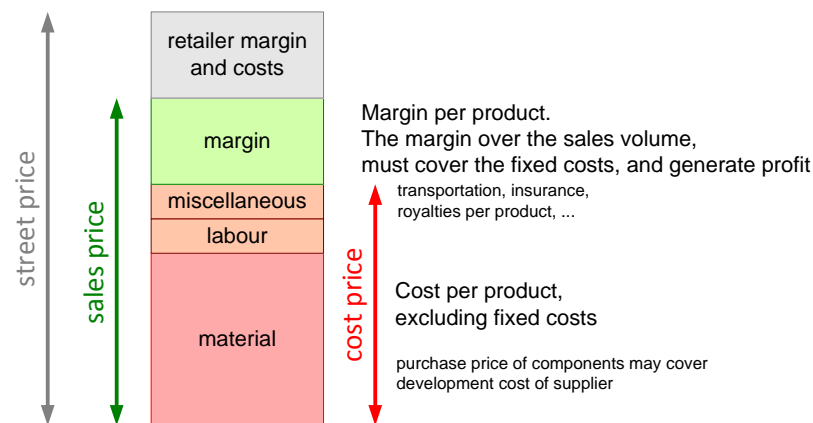 street price
sales price
retailer margin
and costs
margin
miscellaneous
labour
material
cost price
Margin per product.
The margin over the sales volume,
must cover the fixed costs, and generate profit
transportation, insurance,
royalties per product, ...
Cost per product,
excluding fixed costs
purchase price of components may cover
development cost of supplier